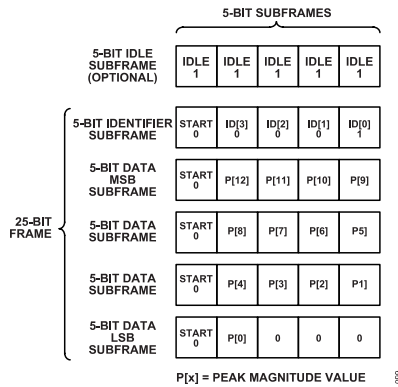 5-BIT SUBFRAMES
5-BIT IDLE
SUBFRAME
(OPTIONAL)
IDLE IDLE IDLE IDLE IDLE
1 1 1 1 1
25-BIT
FRAME
5-BIT IDENTIFIER
SUBFRAME
START ID[3] ID[2] ID[1] ID[0]
0 0 0 0 1
5-BIT DATA
MSB
SUBFRAME
START
0
P[12] P[11] P[10] P[9]
5-BIT DATA
SUBFRAME
START
0
P[8] P[7] P[6] P5]
5-BIT DATA
SUBFRAME
START
0
P[4] P[3] P[2] P1]
5-BIT DATA
LSB
SUBFRAME
START
0
P[0] 0 0 0
P[x] = PEAK MAGNITUDE VALUE